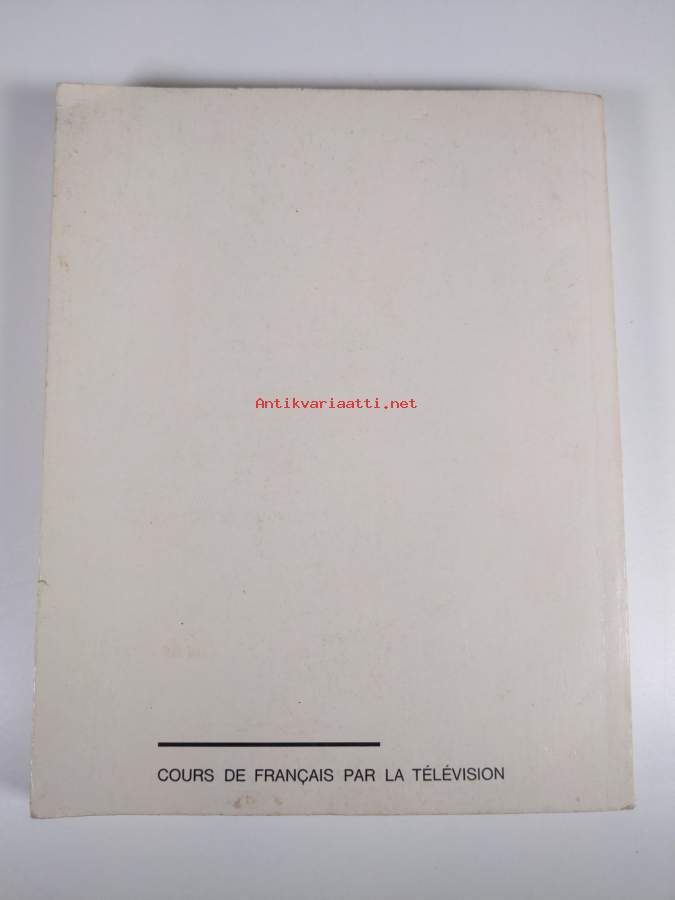 Antikvariaatti.net
COURS DE FRANÇAIS PAR LA TÉLÉVISION